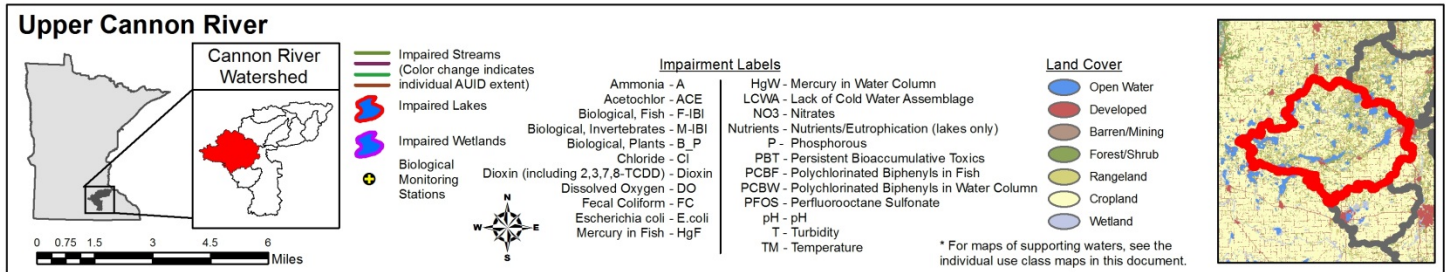 Upper Cannon River
Cannon River
Watershed
0 0.75 1.5 3 4.5 6
Miles
Impaired Streams
(Color change indicates
individual AUID extent)
Impaired Lakes
Impaired Wetlands
Biological
Monitoring
Stations
N
W E
S
Impairment Labels
Ammonia - A
Acetochlor - ACE
Biological, Fish - F-IBI
Biological, Invertebrates - M-IBI
Biological, Plants - B_P
Chloride - Cl
Dioxin (including 2,3,7,8-TCDD) - Dioxin
Dissolved Oxygen - DO
Fecal Coliform - FC
Escherichia coli - E.coli
Mercury in Fish - HgF
HgW - Mercury in Water Column
LCWA - Lack of Cold Water Assemblage
NO3 - Nitrates
Nutrients - Nutrients/Eutrophication (lakes only)
P - Phosphorous
PBT - Persistent Bioaccumulative Toxics
PCBF - Polychlorinated Biphenyls in Fish
PCBW - Polychlorinated Biphenyls in Water Column
PFOS - Perfluorooctane Sulfonate
pH - pH
T - Turbidity
TM - Temperature
Land Cover
Open Water
Developed
Barren/Mining
Forest/Shrub
Rangeland
Cropland
Wetland
* For maps of supporting waters, see the
individual use class maps in this document.